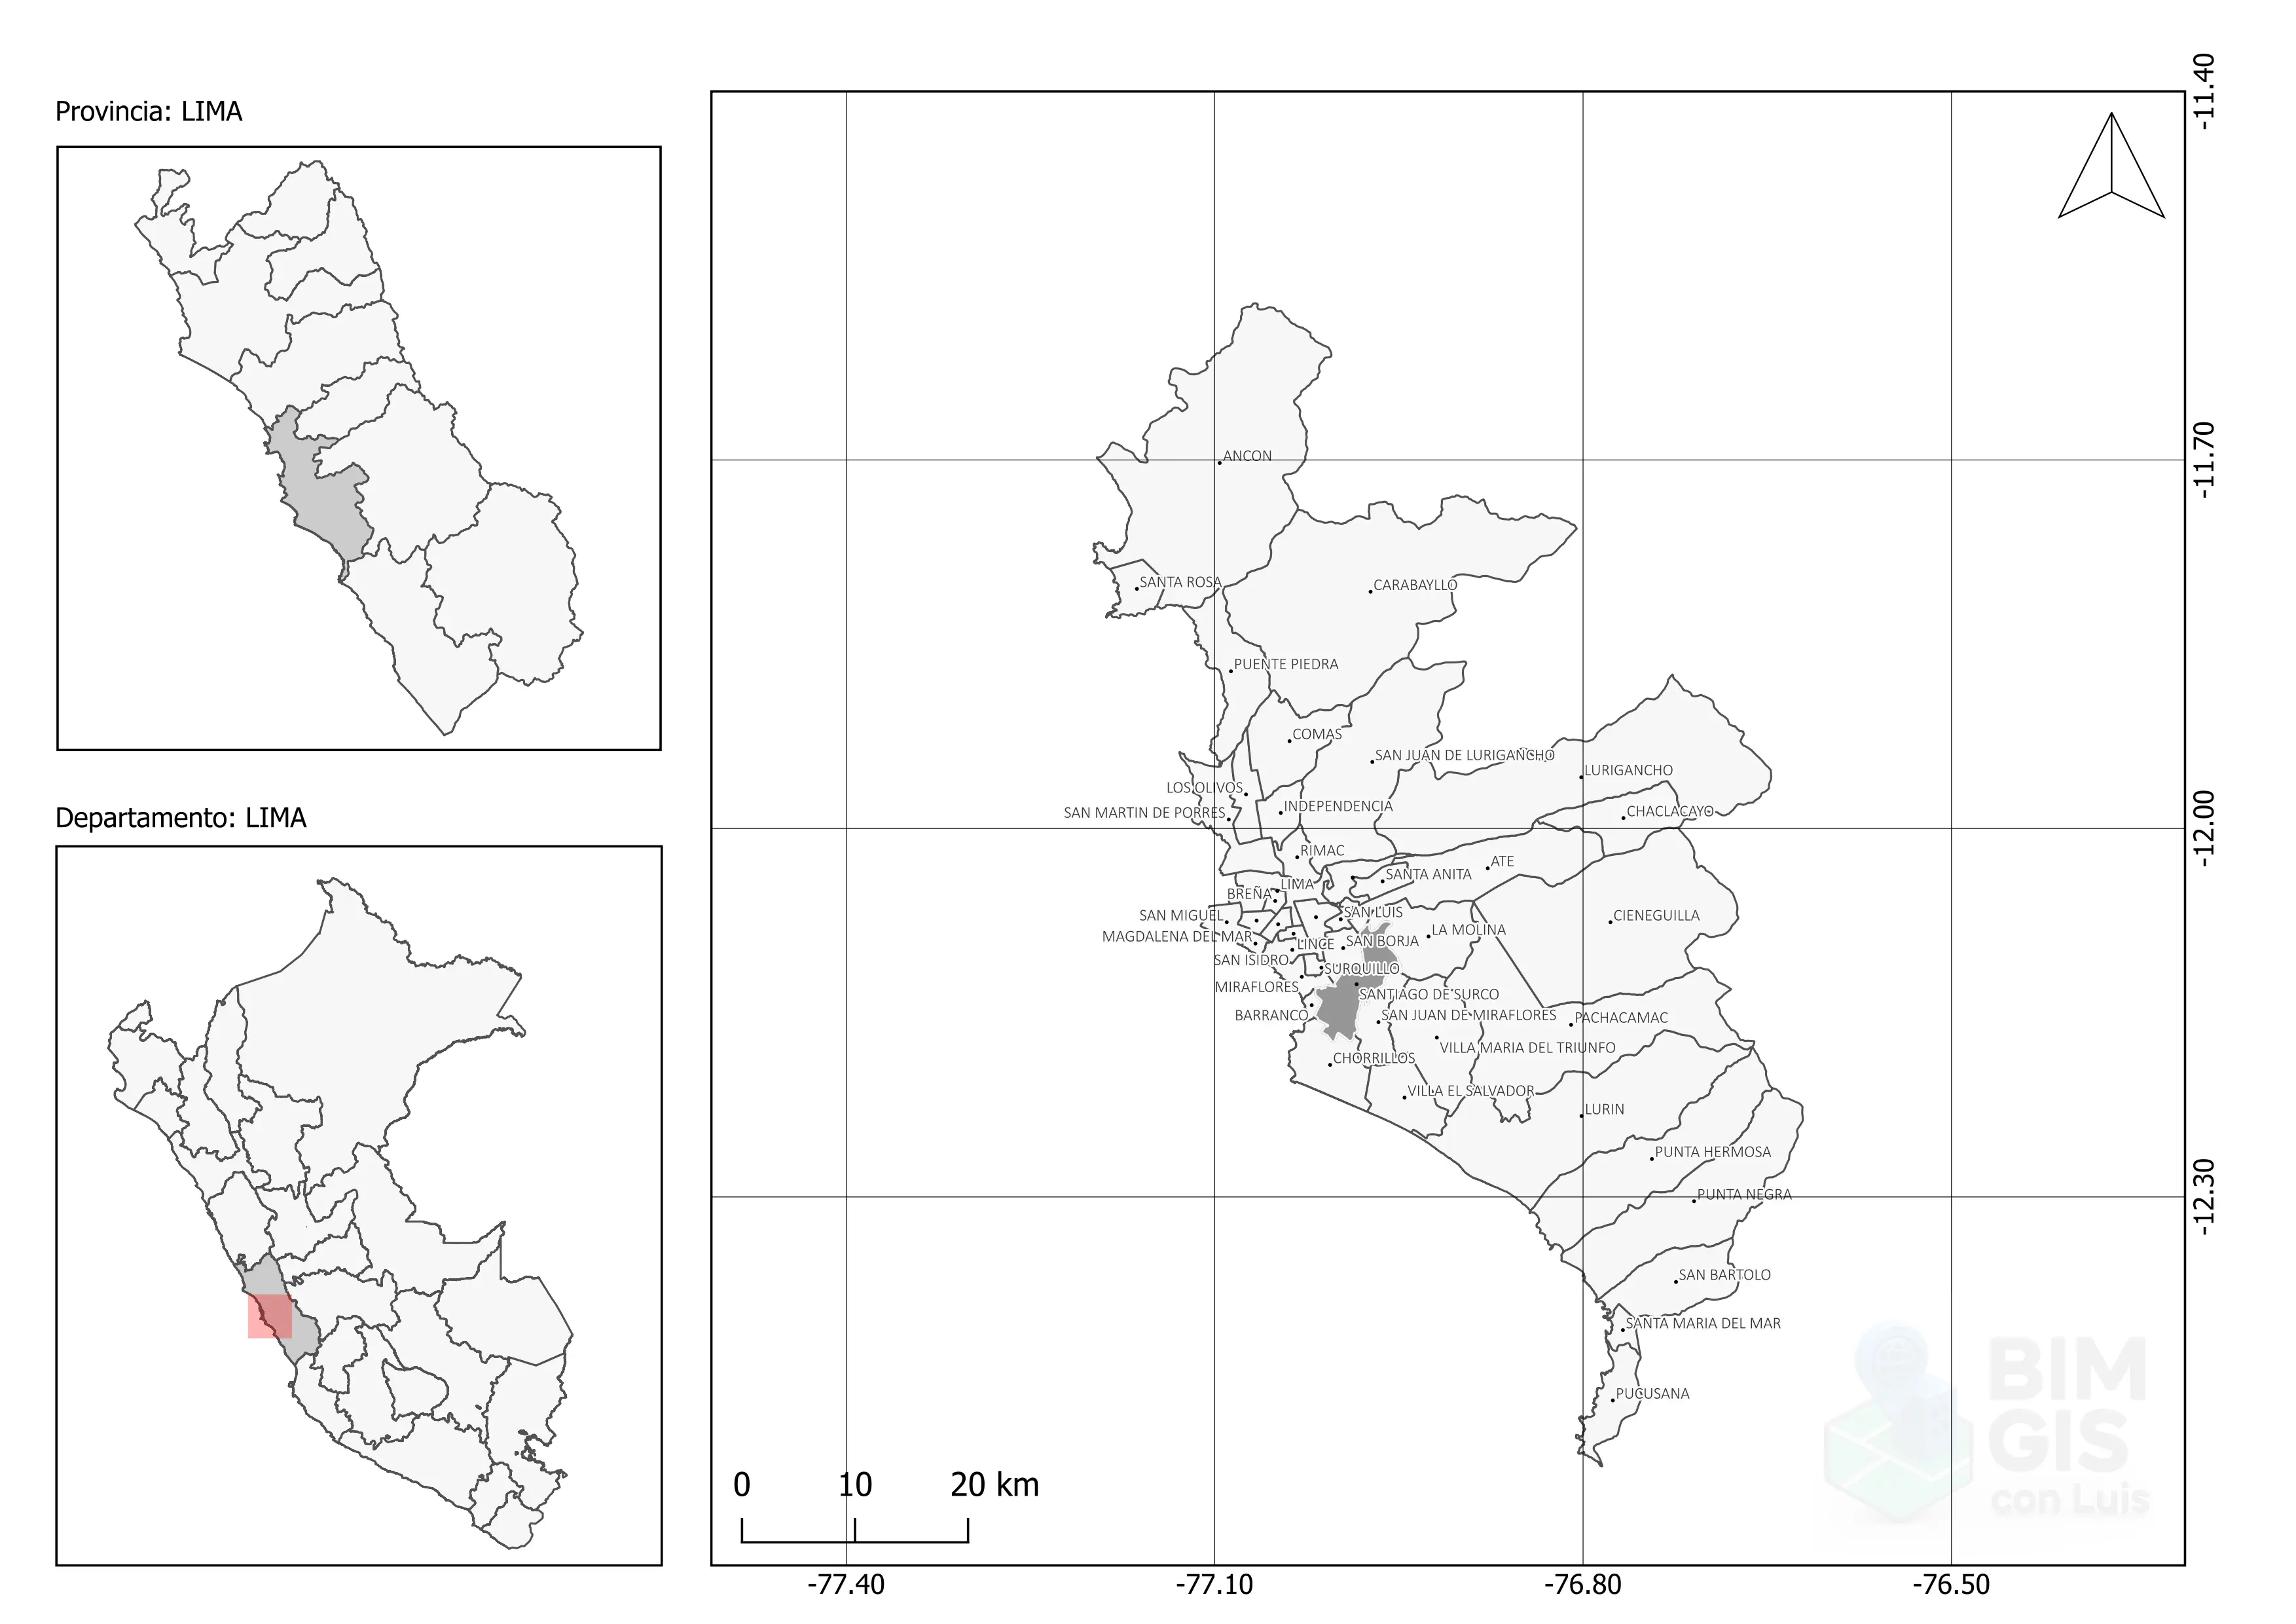 Provincia: LIMA
Departamento: LIMA
-11.40
-11.70
-12.00
-12.30
-77.40
-77.10
-76.80
-76.50
0
10
20 km
ANCON
SANTA ROSA
CARABAYLLO
PUENTE PIEDRA
COMAS
SAN JUAN DE LURIGANCHO
LURIGANCHO
LOS OLIVOS
INDEPENDENCIA
CHACLACAYO
SAN MARTIN DE PORRES
RIMAC
ATE
SANTA ANITA
LIMA
BREÑA
SAN MIGUEL
SAN LUIS
CIENEGUILLA
LA MOLINA
MAGDALENA DEL MAR
LINCE
SAN BORJA
SAN ISIDRO
SURQUILLO
MIRAFLORES
SANTIAGO DE SURCO
BARRANCO
SAN JUAN DE MIRAFLORES
PACHACAMAC
VILLA MARIA DEL TRIUNFO
CHORRILLOS
VILLA EL SALVADOR
LURIN
PUNTA HERMOSA
PUNTA NEGRA
SAN BARTOLO
SANTA MARIA DEL MAR
PUCUSANA
BIM
GIS
con Luis